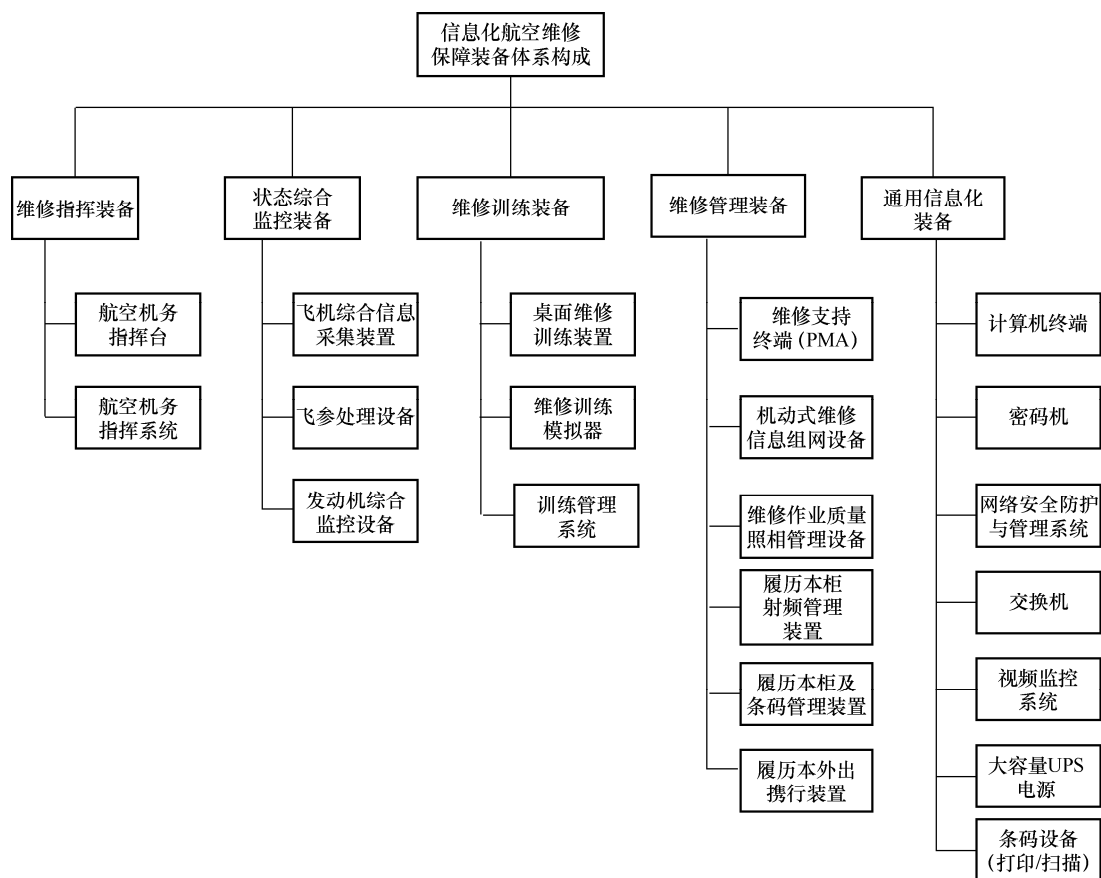 信息化航空维修
保障装备体系构成
维修指挥装备
状态综合
监控装备
维修训练装备
维修管理装备
通用信息化
装备
航空机务
指挥台
航空机务
指挥系统
飞机综合信息
采集装置
飞参处理设备
发动机综合
监控设备
桌面维修
训练装置
维修训练
模拟器
训练管理
系统
维修支持
终端(PMA)
机动式维修
信息组网设备
维修作业质量
照相管理设备
履历本柜
射频管理
装置
履历本柜及
条码管理装置
履历本外出
携行装置
计算机终端
密码机
网络安全防护
与管理系统
交换机
视频监控
系统
大容量UPS
电源
条码设备
(打印/扫描)